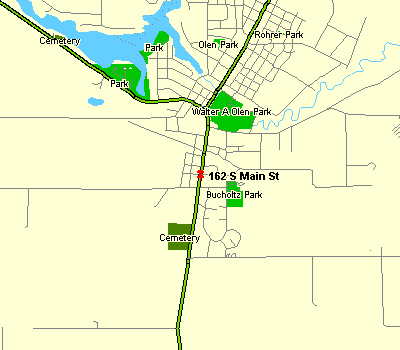 Rohrer Park
Cemetery
Park
Olen Park
Park
Walter A Olen Park
162 S Main St
Bucholtz Park
Cemetery